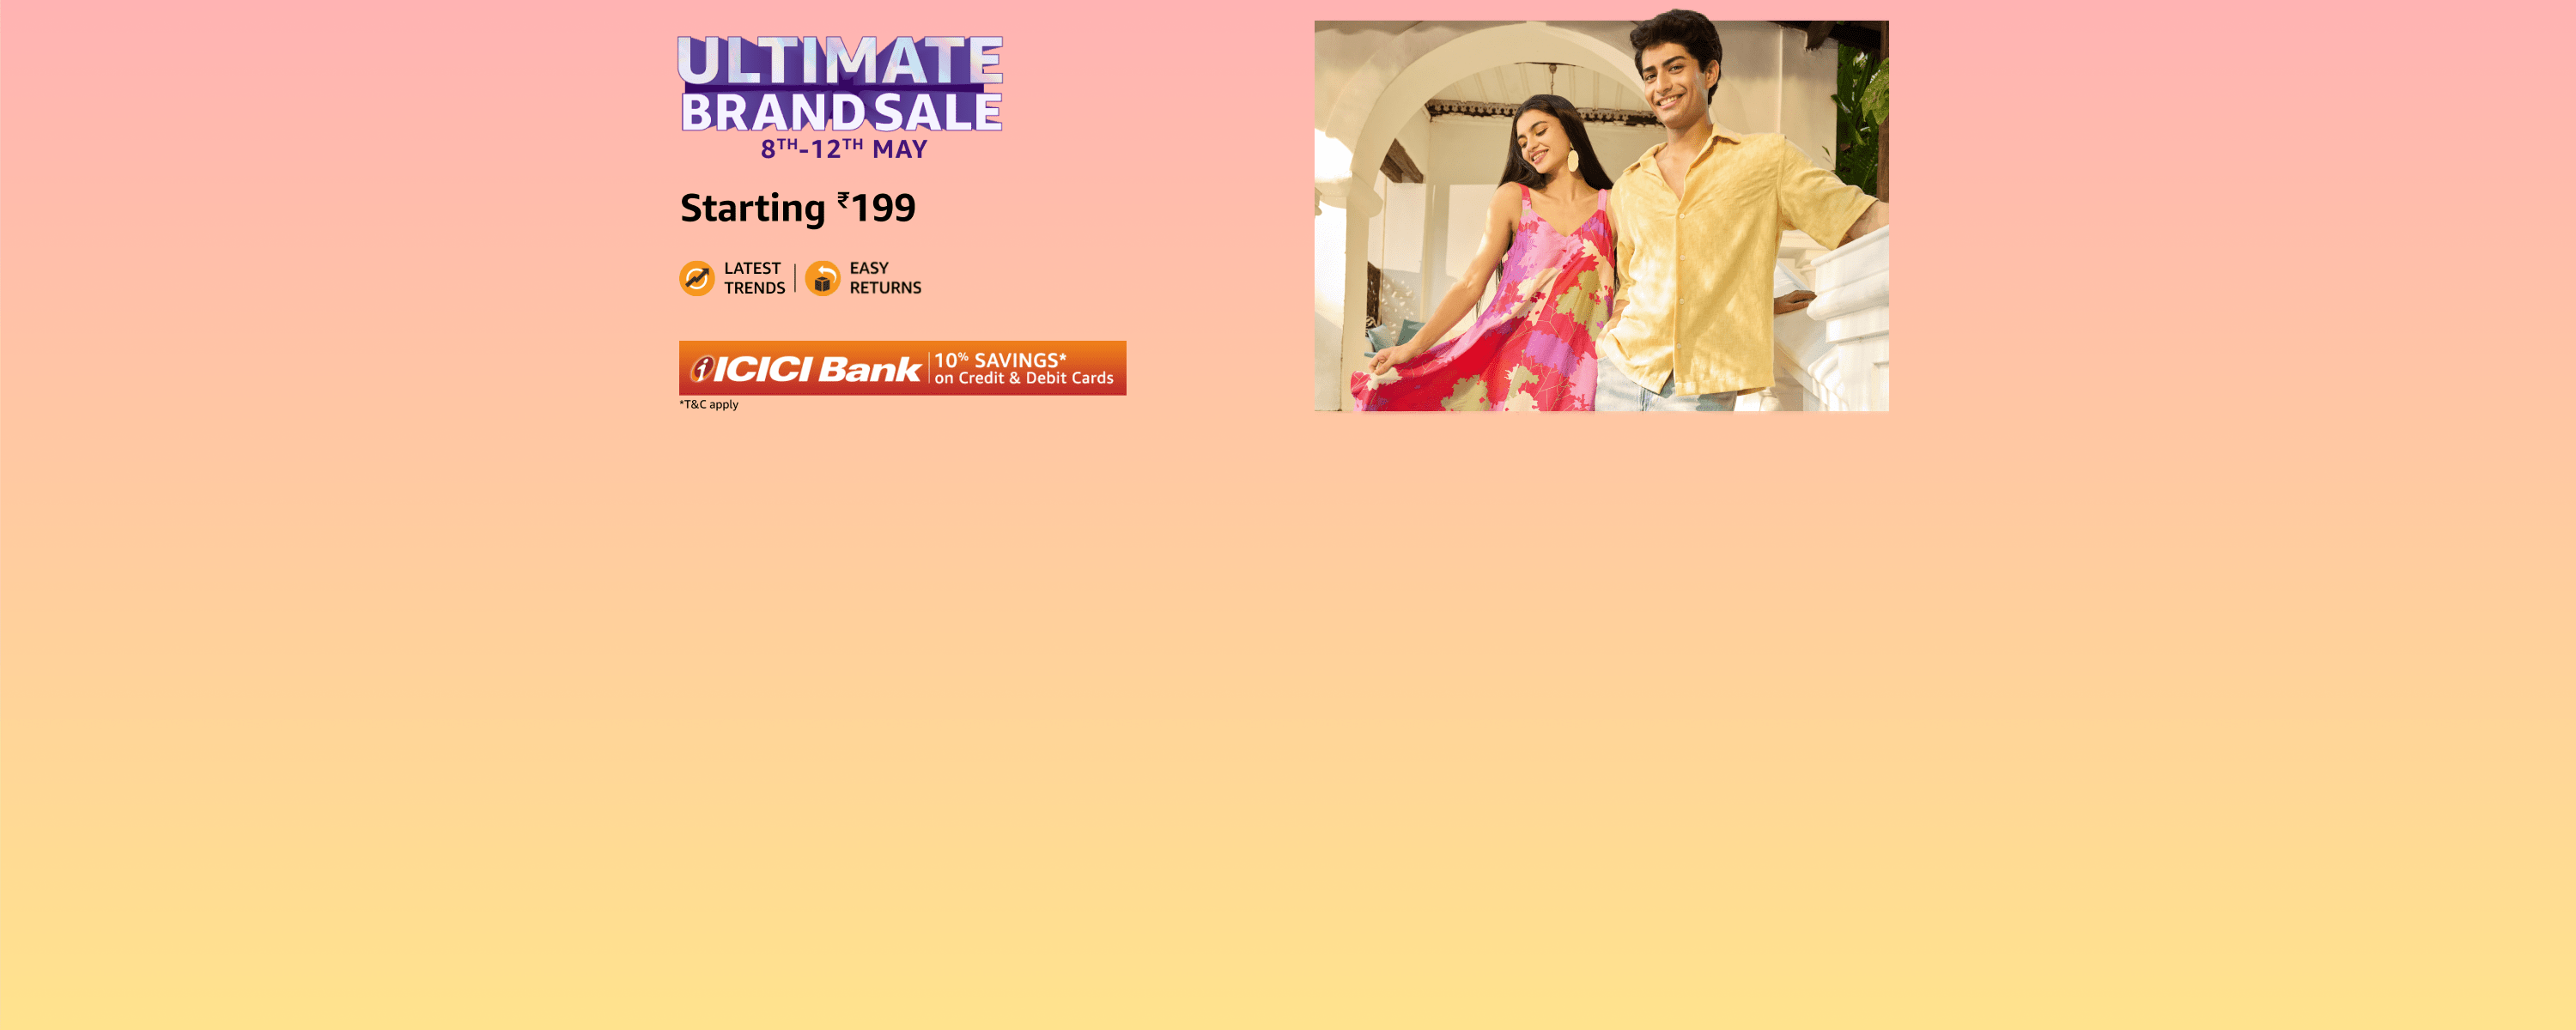 ULTIMATE
BRAND SALE
8TH-12TH MAY
Starting ₹199
LATEST
TRENDS
EASY
RETURNS
ICICI Bank
10% SAVINGS*
on Credit & Debit Cards
*T&C apply